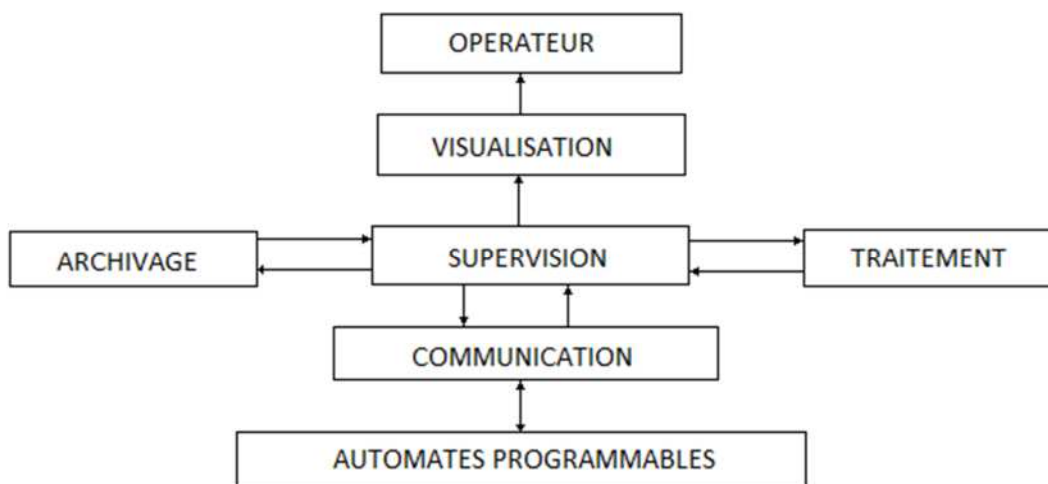 OPERATEUR
VISUALISATION
ARCHIVAGE
SUPERVISION
TRAITEMENT
COMMUNICATION
AUTOMATES PROGRAMMABLES